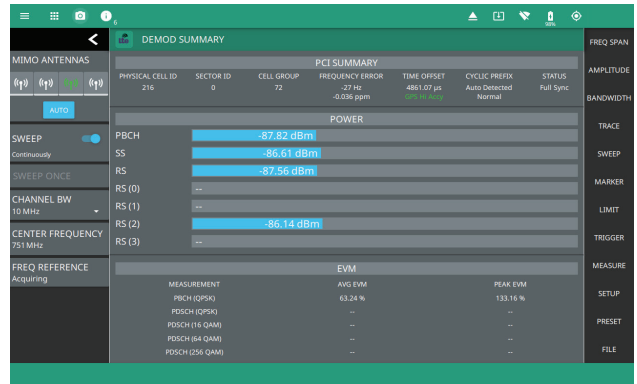 6
98%
DEMOD SUMMARY
MIMO ANTENNAS
AUTO
SWEEP
Continuously
SWEEP ONCE
CHANNEL BW
10 MHz
CENTER FREQUENCY
751 MHz
FREQ REFERENCE
Acquiring
PCI SUMMARY
PHYSICAL CELL ID SECTOR ID CELL GROUP FREQUENCY ERROR TIME OFFSET CYCLIC PREFIX STATUS
216 0 72 -27 Hz 4861.07 µs Auto Detected Full Sync
-0.036 ppm GPS Hi Accy Normal
POWER
PBCH -87.82 dBm
SS -86.61 dBm
RS -87.56 dBm
RS (0) --
RS (1) --
RS (2) -86.14 dBm
RS (3) --
EVM
MEASUREMENT AVG EVM PEAK EVM
PBCH (QPSK) 63.24 % 133.16 %
PDSCH (QPSK) -- --
PDSCH (16 QAM) -- --
PDSCH (64 QAM) -- --
PDSCH (256 QAM) -- --
FREQ SPAN
AMPLITUDE
BANDWIDTH
TRACE
SWEEP
MARKER
LIMIT
TRIGGER
MEASURE
SETUP
PRESET
FILE